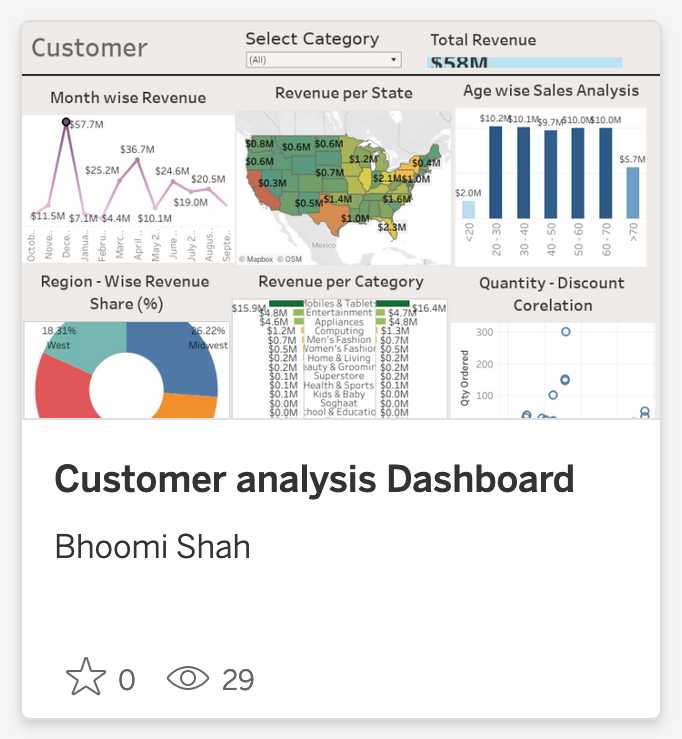 Customer
Select Category
(All)
Total Revenue
$58M
Month wise Revenue
$57.7M
$36.7M
$25.2M
$24.6M
$20.5M
$19.0M
$11.5M
$7.1M
$4.4M
$10.1M
Octob..
Nove..
Dece..
Janua..
Febru..
Marc..
April ..
May 2..
June ..
July 2..
Augus..
Septe..
Revenue per State
$0.8M
$0.6M
$0.6M
$0.6M
$1.2M
$0.4M
$0.7M
$2.1M
$1.0M
$0.3M
$0.5M
$1.4M
$1.6M
$1.0M
$2.3M
Mexico
© Mapbox © OSM
Age wise Sales Analysis
$10.2M
$10.1M
$9.7M
$10.0M
$10.0M
$5.7M
$2.0M
<20
20 - 30
30 - 40
40 - 50
50 - 60
60 - 70
>70
Region - Wise Revenue
Share (%)
18.31%
West
26.22%
Midwest
Revenue per Category
$15.9M Mobiles & Tablets $16.4M
$4.8M Entertainment $4.7M
$4.6M Appliances $4.8M
$1.2M Computing $1.3M
$0.7M Men's Fashion $0.7M
$0.5M Women's Fashion $0.5M
$0.2M Home & Living $0.2M
$0.2M eauty & Groomin $0.2M
$0.1M Superstore $0.2M
$0.1M Health & Sports $0.1M
$0.1M Kids & Baby $0.1M
$0.0M Soghaat $0.0M
$0.0M chool & Educatio $0.0M
Quantity - Discount
Corelation
Qty Ordered
300
200
100
Customer analysis Dashboard
Bhoomi Shah
0
29